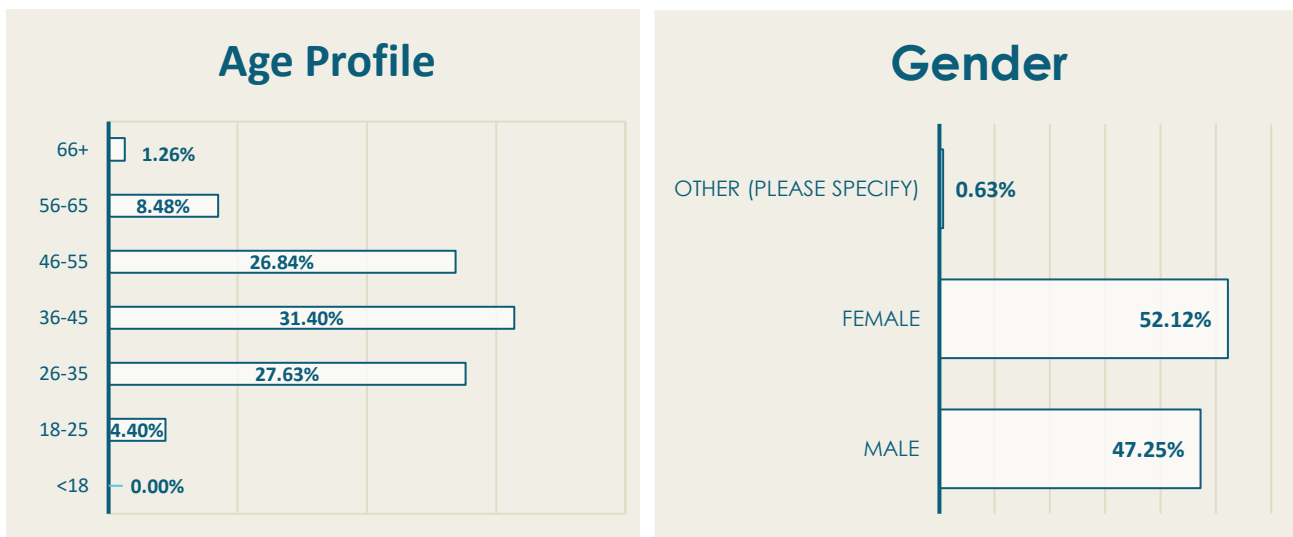 Age Profile
66+ 1.26%
56-65 8.48%
46-55 26.84%
36-45 31.40%
26-35 27.63%
18-25 4.40%
<18 0.00%
Gender
OTHER (PLEASE SPECIFY) 0.63%
FEMALE 52.12%
MALE 47.25%